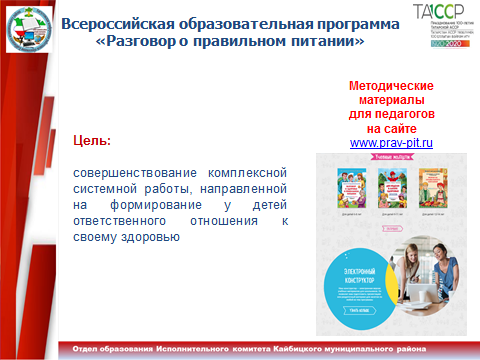 Всероссийская образовательная программа
«Разговор о правильном питании»
ТАССР
1920-2020
Методические
материалы
для педагогов
на сайте
www.prav-pit.ru
Цель:
совершенствование комплексной
системной работы, направленной
на формирование у детей
ответственного отношения к
своему здоровью
Учебные модули
ЭЛЕКТРОННЫЙ
КОНСТРУКТОР
Отдел образования Исполнительного комитета Кайбицкого муниципального района